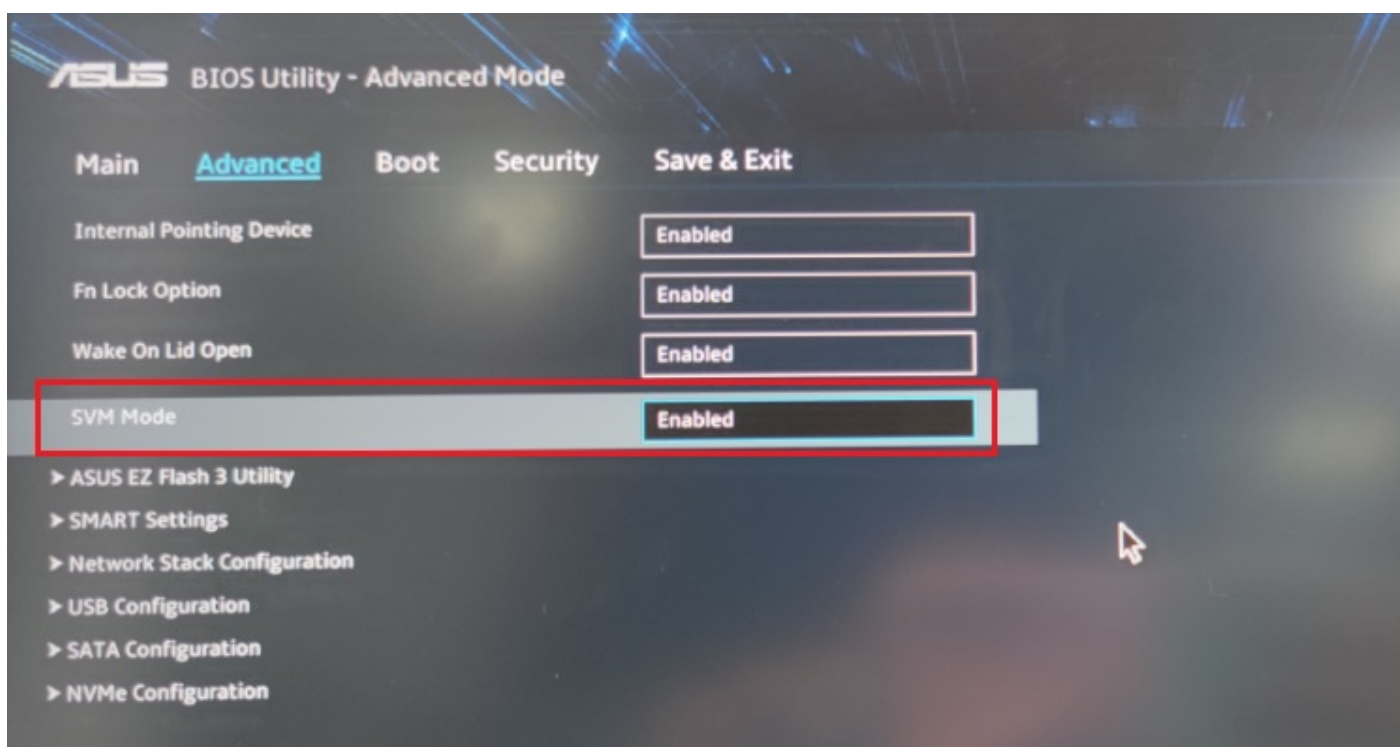 ASUS BIOS Utility - Advanced Mode
Main Advanced Boot Security Save & Exit
Internal Pointing Device Enabled
Fn Lock Option Enabled
Wake On Lid Open Enabled
SVM Mode Enabled
> ASUS EZ Flash 3 Utility
> SMART Settings
> Network Stack Configuration
> USB Configuration
> SATA Configuration
> NVMe Configuration